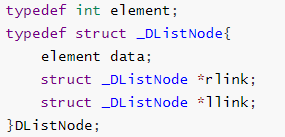 typedef int element;
typedef struct _DListNode{
    element data;
    struct _DListNode *rlink;
    struct _DListNode *llink;
}DListNode;